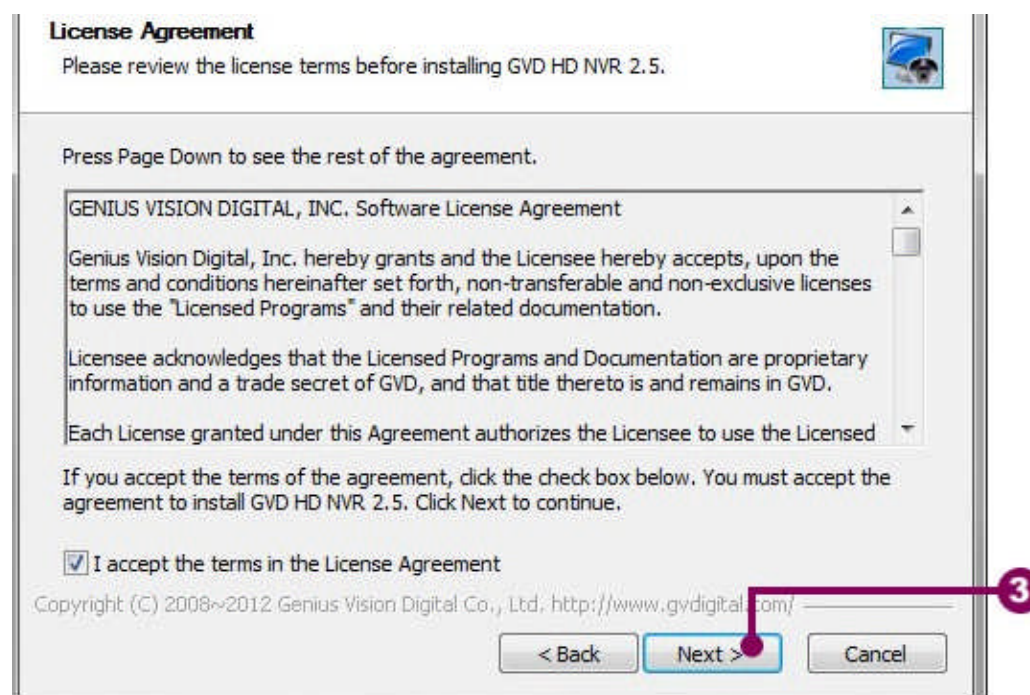 License Agreement
Please review the license terms before installing GVD HD NVR 2.5.
Press Page Down to see the rest of the agreement.
GENIUS VISION DIGITAL, INC. Software License Agreement
Genius Vision Digital, Inc. hereby grants and the Licensee hereby accepts, upon the
terms and conditions hereinafter set forth, non-transferable and non-exclusive licenses
to use the "Licensed Programs" and their related documentation.
Licensee acknowledges that the Licensed Programs and Documentation are proprietary
information and a trade secret of GVD, and that title thereto is and remains in GVD.
Each License granted under this Agreement authorizes the Licensee to use the Licensed
If you accept the terms of the agreement, click the check box below. You must accept the
agreement to install GVD HD NVR 2.5. Click Next to continue.
I accept the terms in the License Agreement
Copyright (C) 2008~2012 Genius Vision Digital Co., Ltd. http://www.gvdigital.com/
3
< Back Next > Cancel